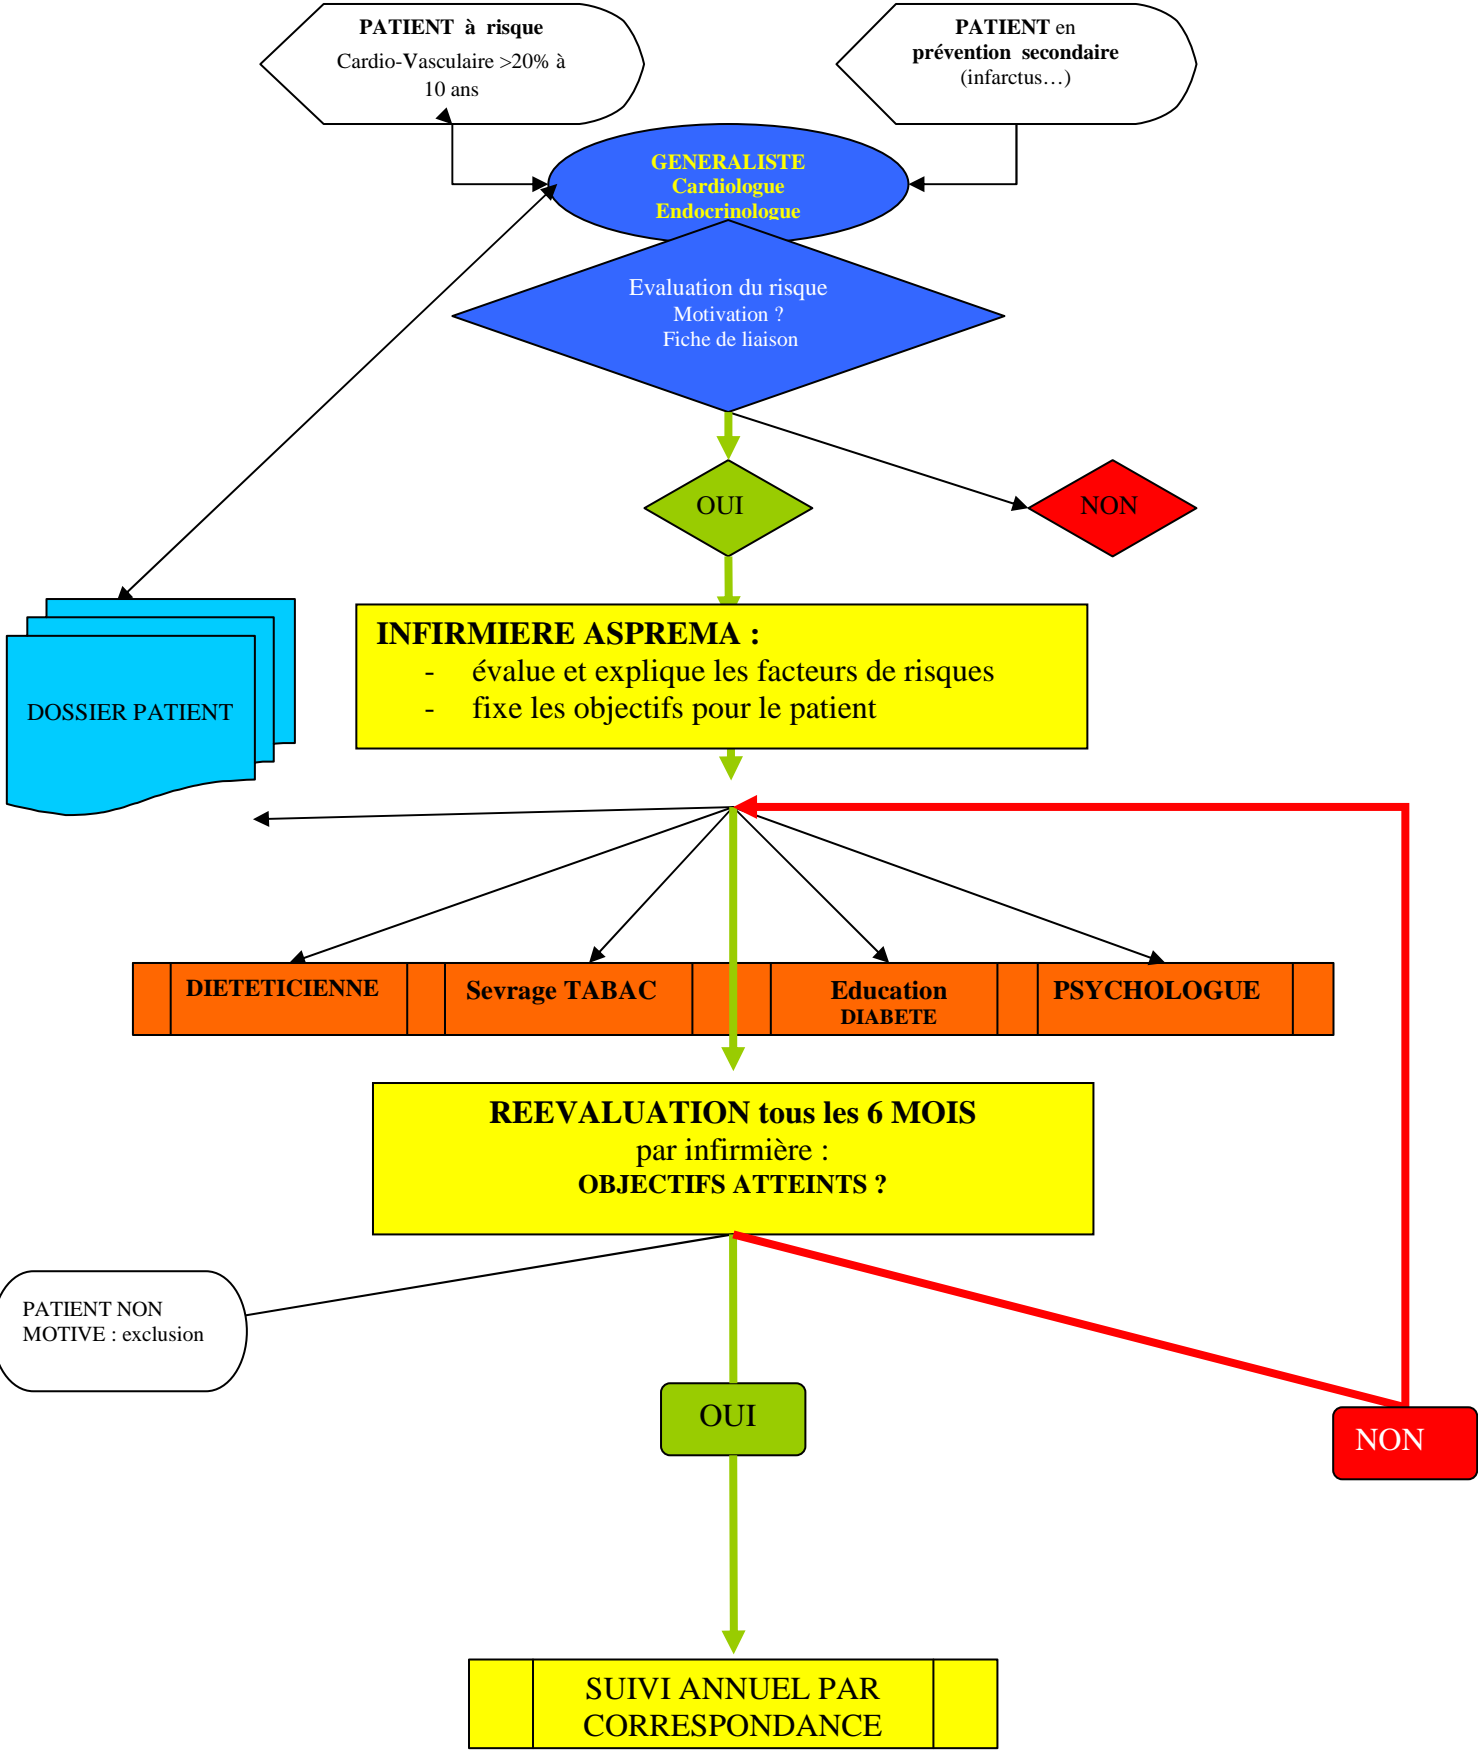 PATIENT à risque
Cardio-Vasculaire >20% à
10 ans
PATIENT en
prévention secondaire
(infarctus…)
GENERALISTE
Cardiologue
Endocrinologue
Evaluation du risque
Motivation ?
Fiche de liaison
OUI
NON
INFIRMIERE ASPREMA :
- évalue et explique les facteurs de risques
- fixe les objectifs pour le patient
DOSSIER PATIENT
DIETETICIENNE
Sevrage TABAC
Education
DIABETE
PSYCHOLOGUE
REEVALUATION tous les 6 MOIS
par infirmière :
OBJECTIFS ATTEINTS ?
PATIENT NON
MOTIVE : exclusion
OUI
NON
SUIVI ANNUEL PAR
CORRESPONDANCE